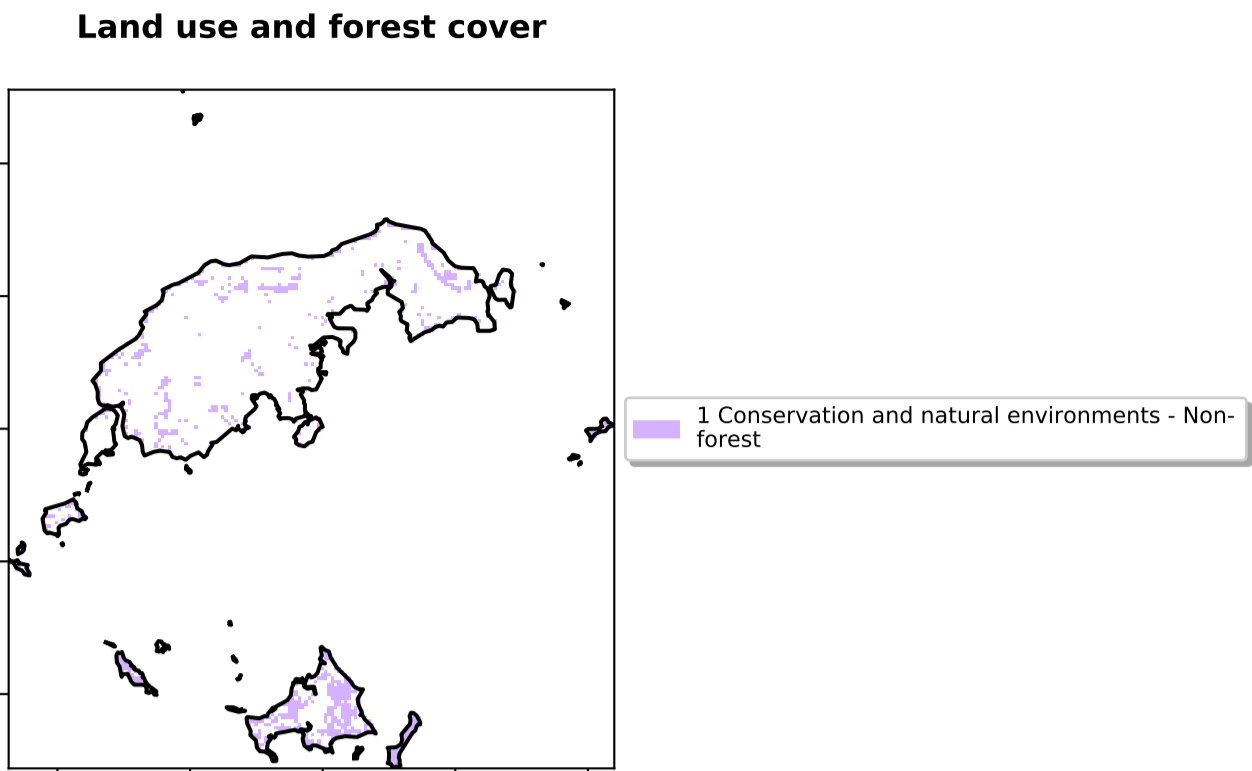 Land use and forest cover
1 Conservation and natural environments - Non-
forest